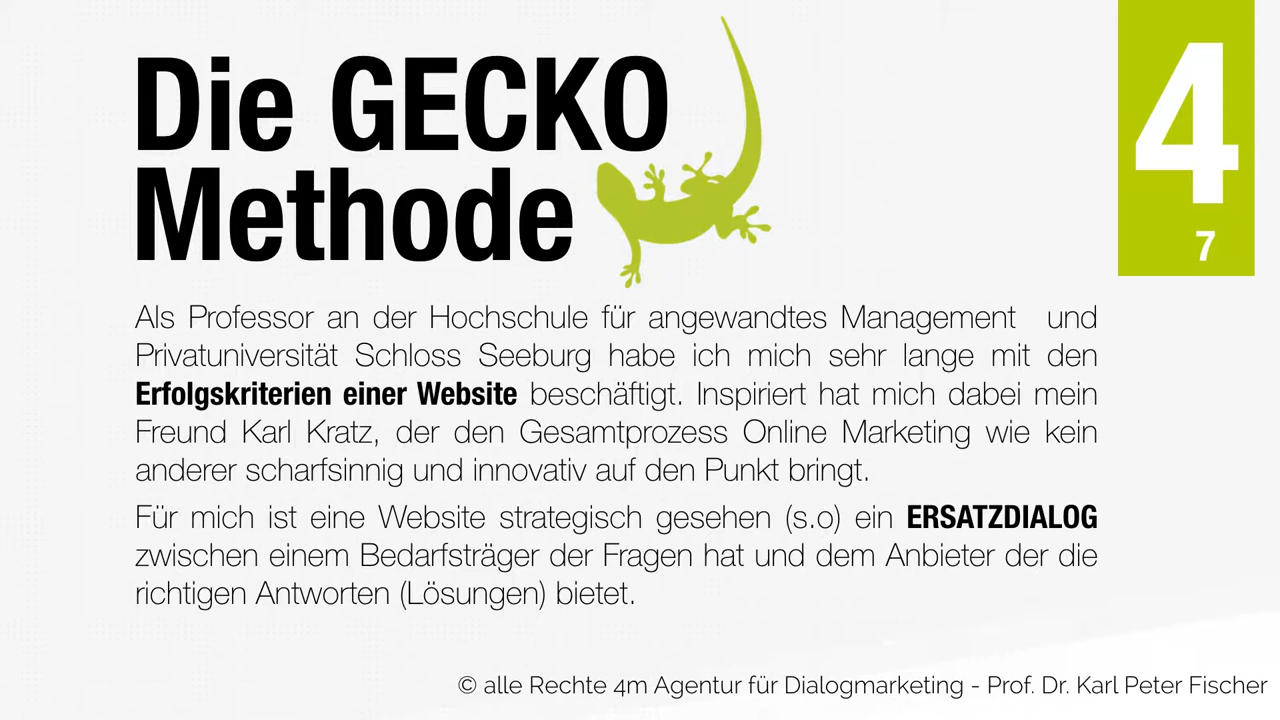 Die GECKO
Methode
4
7
Als Professor an der Hochschule für angewandtes Management und
Privatuniversität Schloss Seeburg habe ich mich sehr lange mit den
Erfolgskriterien einer Website beschäftigt. Inspiriert hat mich dabei mein
Freund Karl Kratz, der den Gesamtprozess Online Marketing wie kein
anderer scharfsinnig und innovativ auf den Punkt bringt.
Für mich ist eine Website strategisch gesehen (s.o) ein ERSATZDIALOG
zwischen einem Bedarfsträger der Fragen hat und dem Anbieter der die
richtigen Antworten (Lösungen) bietet.
© alle Rechte 4m Agentur für Dialogmarketing - Prof. Dr. Karl Peter Fischer